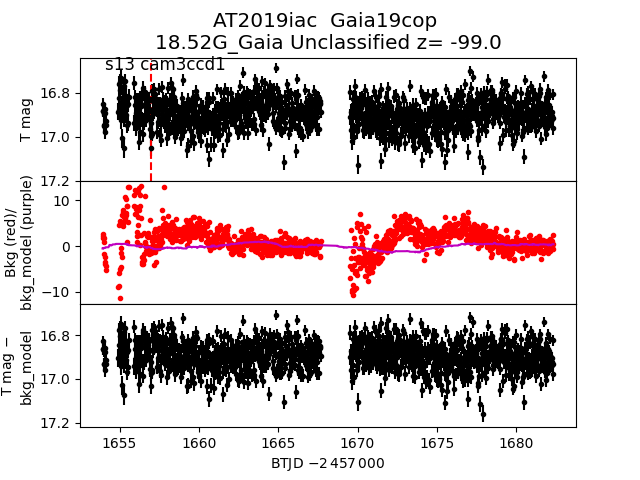 AT2019iac  Gaia19cop
18.52G_Gaia Unclassified z= -99.0
s13 cam3ccd1
T mag
16.8
17.0
17.2
Bkg (red)/
bkg_model (purple)
10
0
−10
T mag −
bkg_model
16.8
17.0
17.2
1655 1660 1665 1670 1675 1680
BTJD −2 457 000